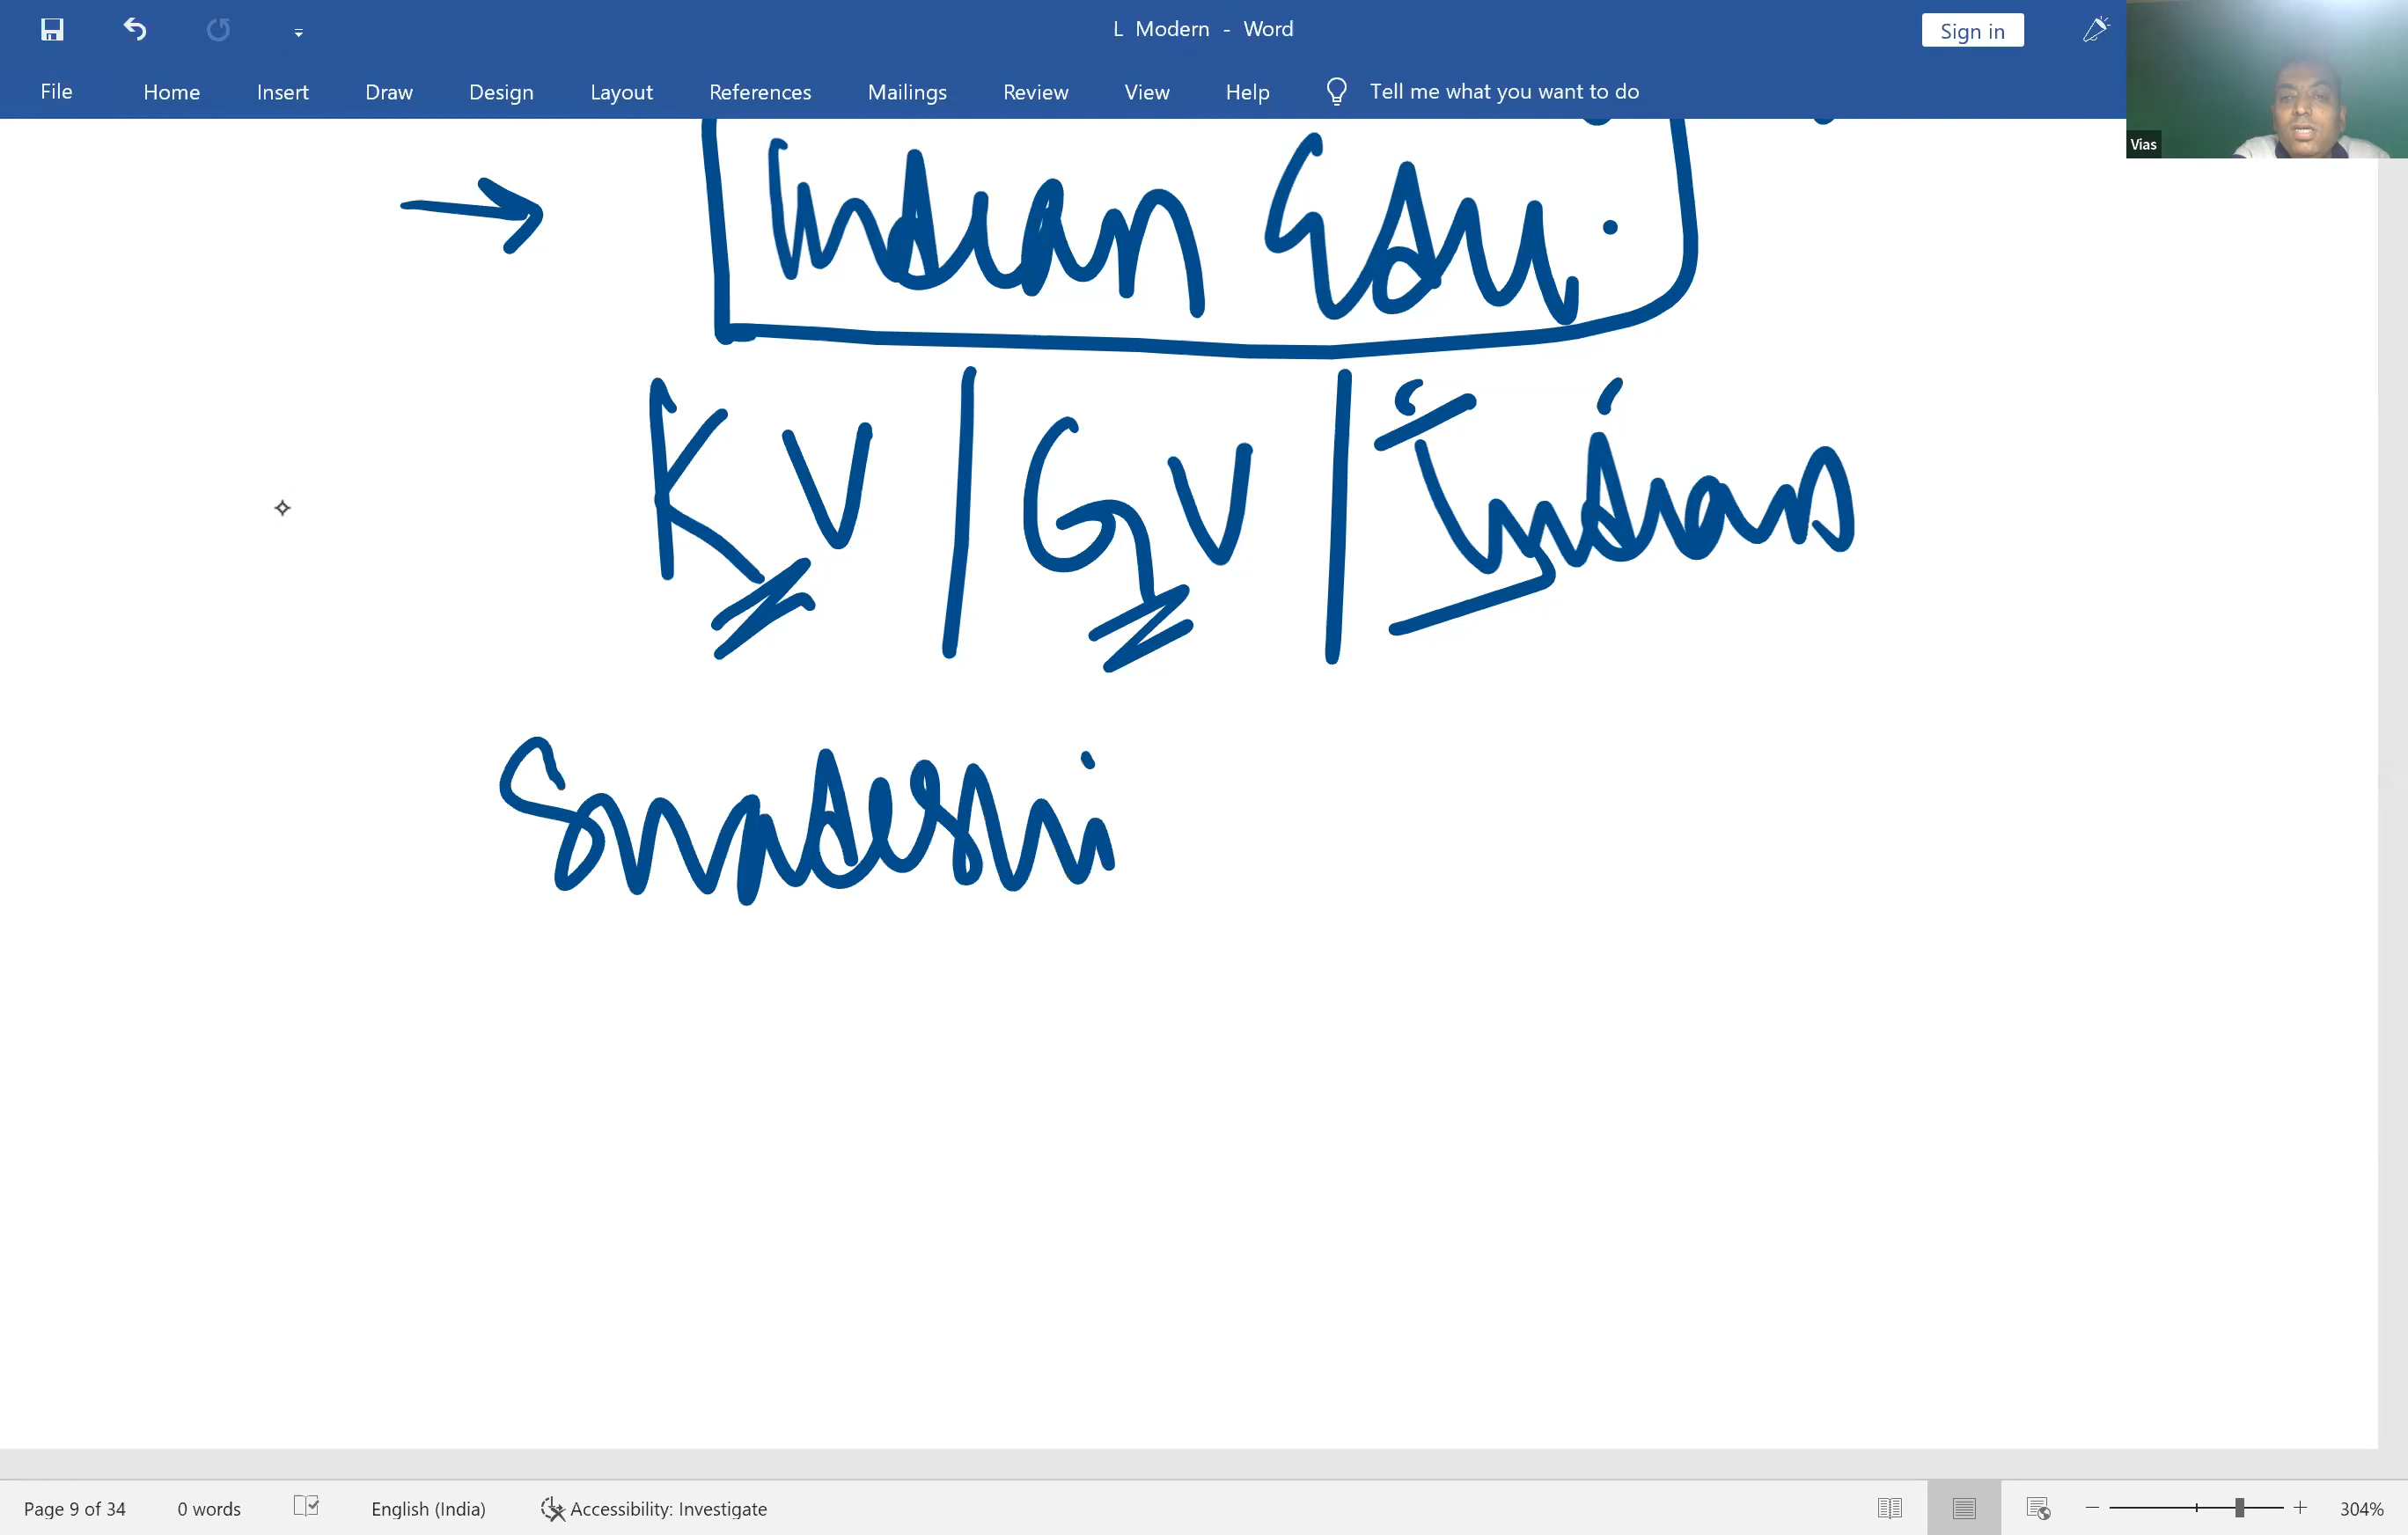 L Modern - Word
Sign in
File Home Insert Draw Design Layout References Mailings Review View Help Tell me what you want to do
Vias
Indian Edu.
KV | GV | Indians
Swadeshi
Page 9 of 34 0 words English (India) Accessibility: Investigate 304%